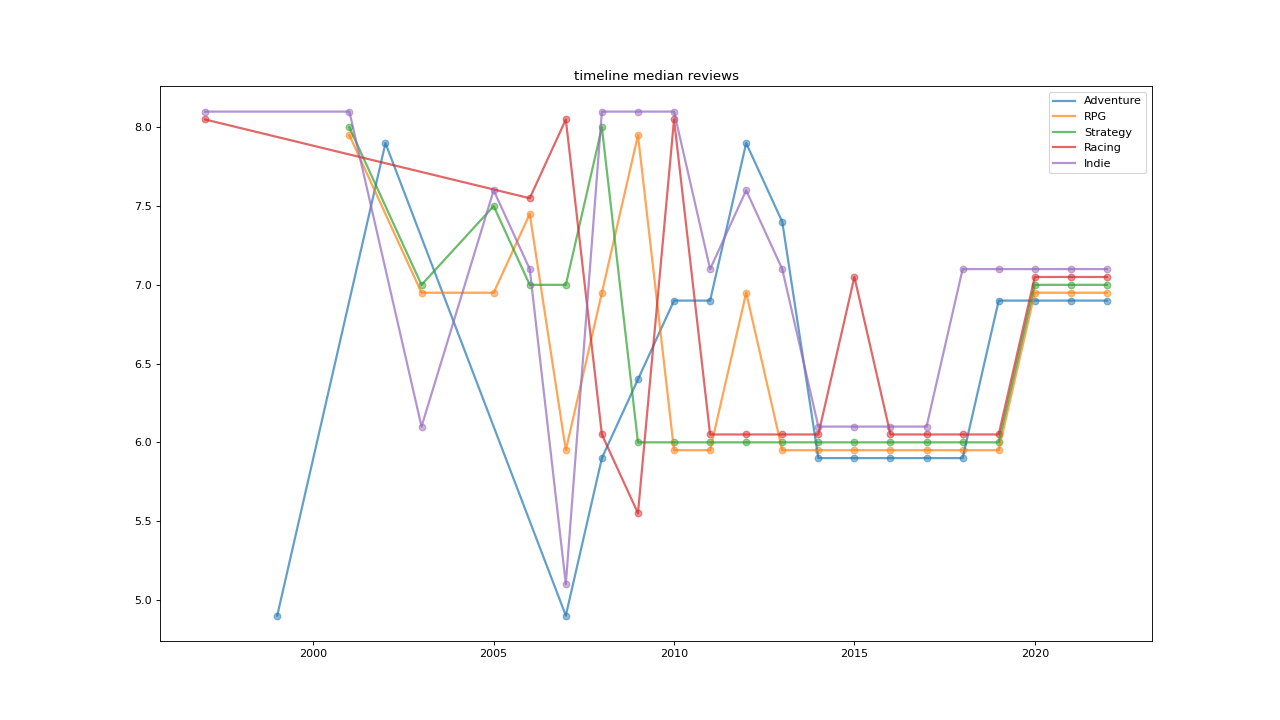 timeline median reviews
Adventure
RPG
Strategy
Racing
Indie
8.0
7.5
7.0
6.5
6.0
5.5
5.0
2000 2005 2010 2015 2020